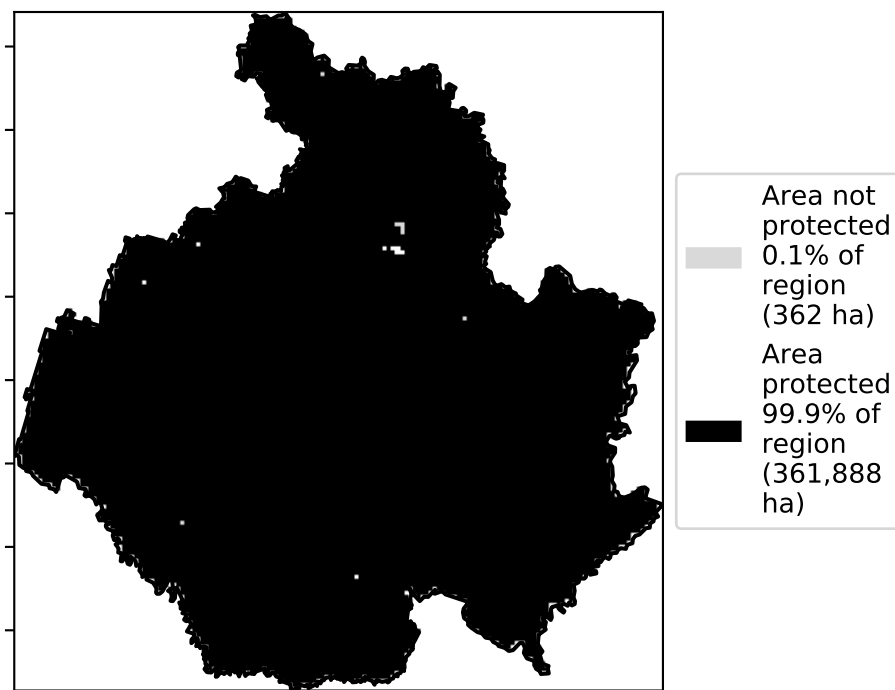 Area not
protected
0.1% of
region
(362 ha)
Area
protected
99.9% of
region
(361,888
ha)